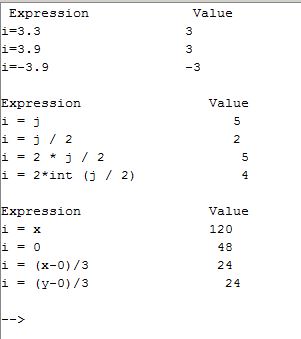 Expression Value
i=3.3 3
i=3.9 3
i=-3.9 -3
Expression Value
i = j 5
i = j / 2 2
i = 2 * j / 2 5
i = 2*int (j / 2) 4
Expression Value
i = x 120
i = 0 48
i = (x-0)/3 24
i = (y-0)/3 24
-->